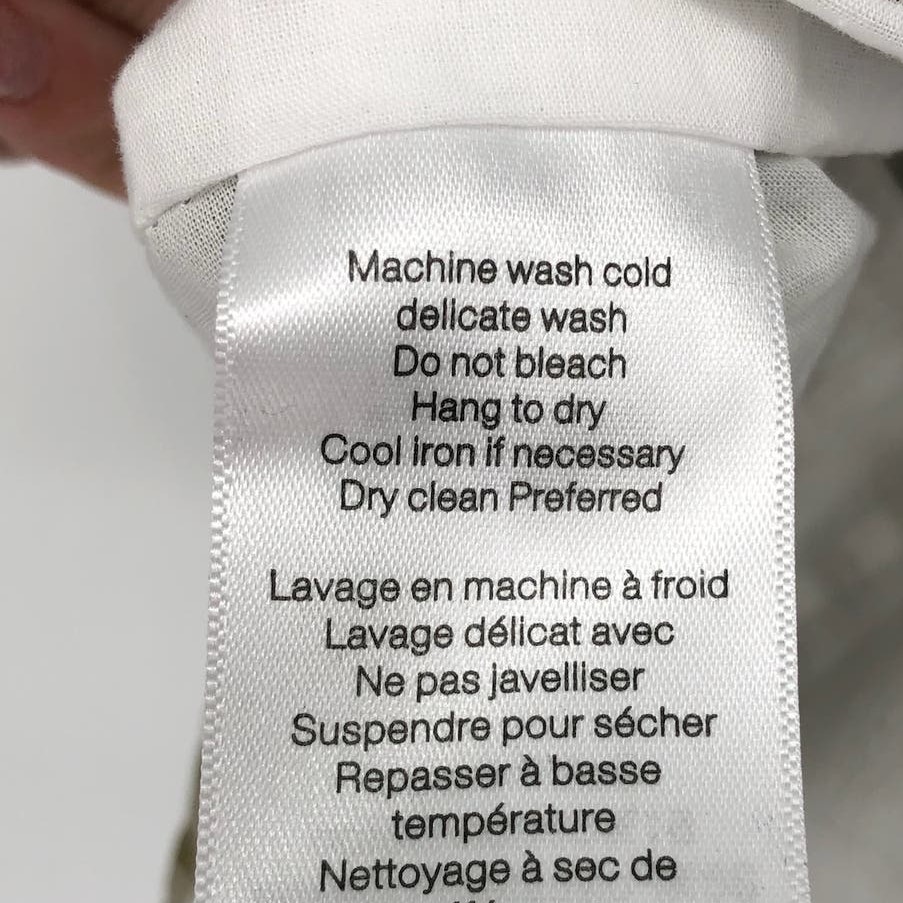 Machine wash cold
delicate wash
Do not bleach
Hang to dry
Cool iron if necessary
Dry clean Preferred
Lavage en machine à froid
Lavage délicat avec
Ne pas javelliser
Suspendre pour sécher
Repasser à basse
température
Nettoyage à sec de